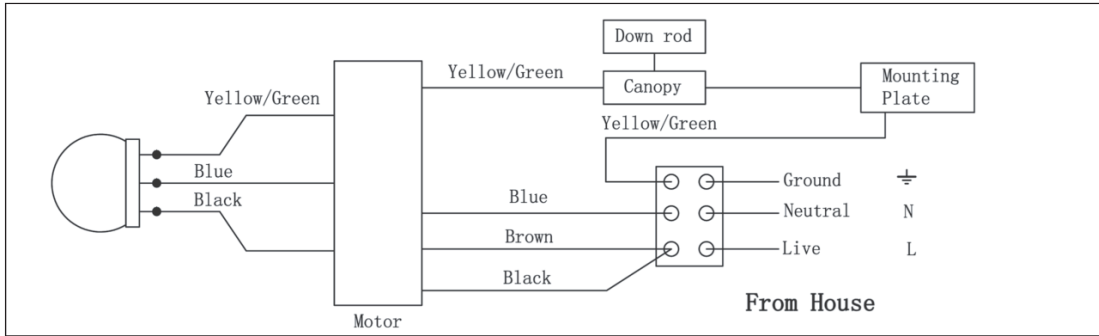 Down rod
Yellow/Green
Canopy
Mounting
Plate
Yellow/Green
Yellow/Green
Blue
Ground
Black
Blue
Neutral
N
Brown
Live
L
Black
From House
Motor